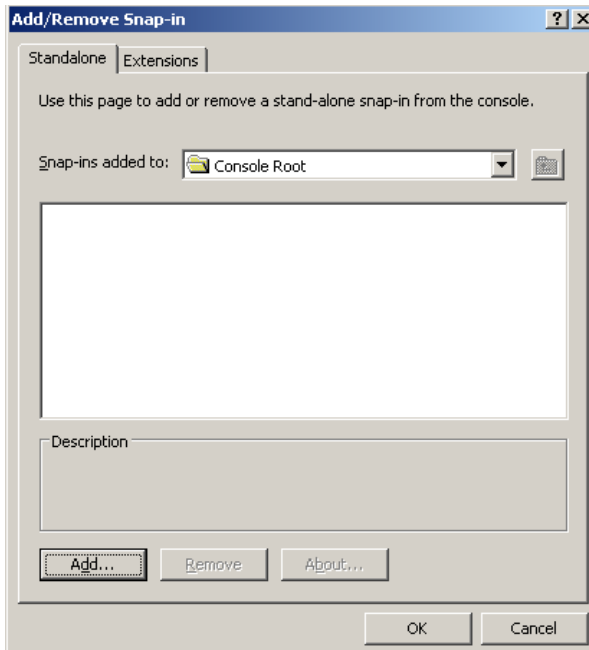 Add/Remove Snap-in
Standalone Extensions
Use this page to add or remove a stand-alone snap-in from the console.
Snap-ins added to: Console Root
Description
Add... Remove About...
OK Cancel